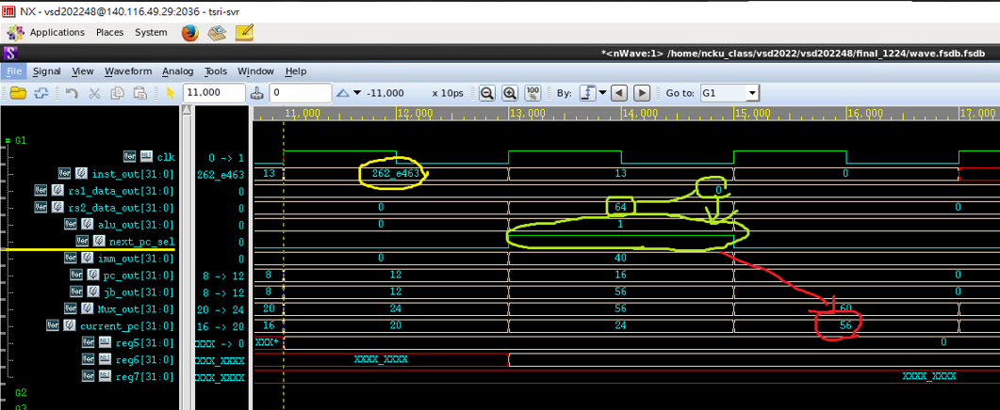 NX - vsd202248@140.116.49.29:2036 - tsri-svr
Applications Places System
*<nWave:1> /home/ncku_class/vsd2022/vsd202248/final_1224/wave.fsdb.fsdb
File Signal View Waveform Analog Tools Window Help
11,000 0 -11,000 x 10ps 100% By: Go to: G1
11,000 12,000 13,000 14,000 15,000 16,000 17,000
G1
clk 0 -> 1
inst_out[31:0] 262_e463 13 262_e463 13 0
rs1_data_out[31:0] 0 0
rs2_data_out[31:0] 0 0 64 0
alu_out[31:0] 0 0 1
next_pc_sel 0
imm_out[31:0] 0 0 40
pc_out[31:0] 8 -> 12 8 12 16 0
jb_out[31:0] 8 -> 12 8 12 56 0
Mux_out[31:0] 20 -> 24 20 24 56 60
current_pc[31:0] 16 -> 20 16 20 24 56
reg5[31:0] XXXX -> 0 XXX* 0
reg6[31:0] XXXX_XXXX XXXX_XXXX
reg7[31:0] XXXX_XXXX XXXX_XXXX
G2